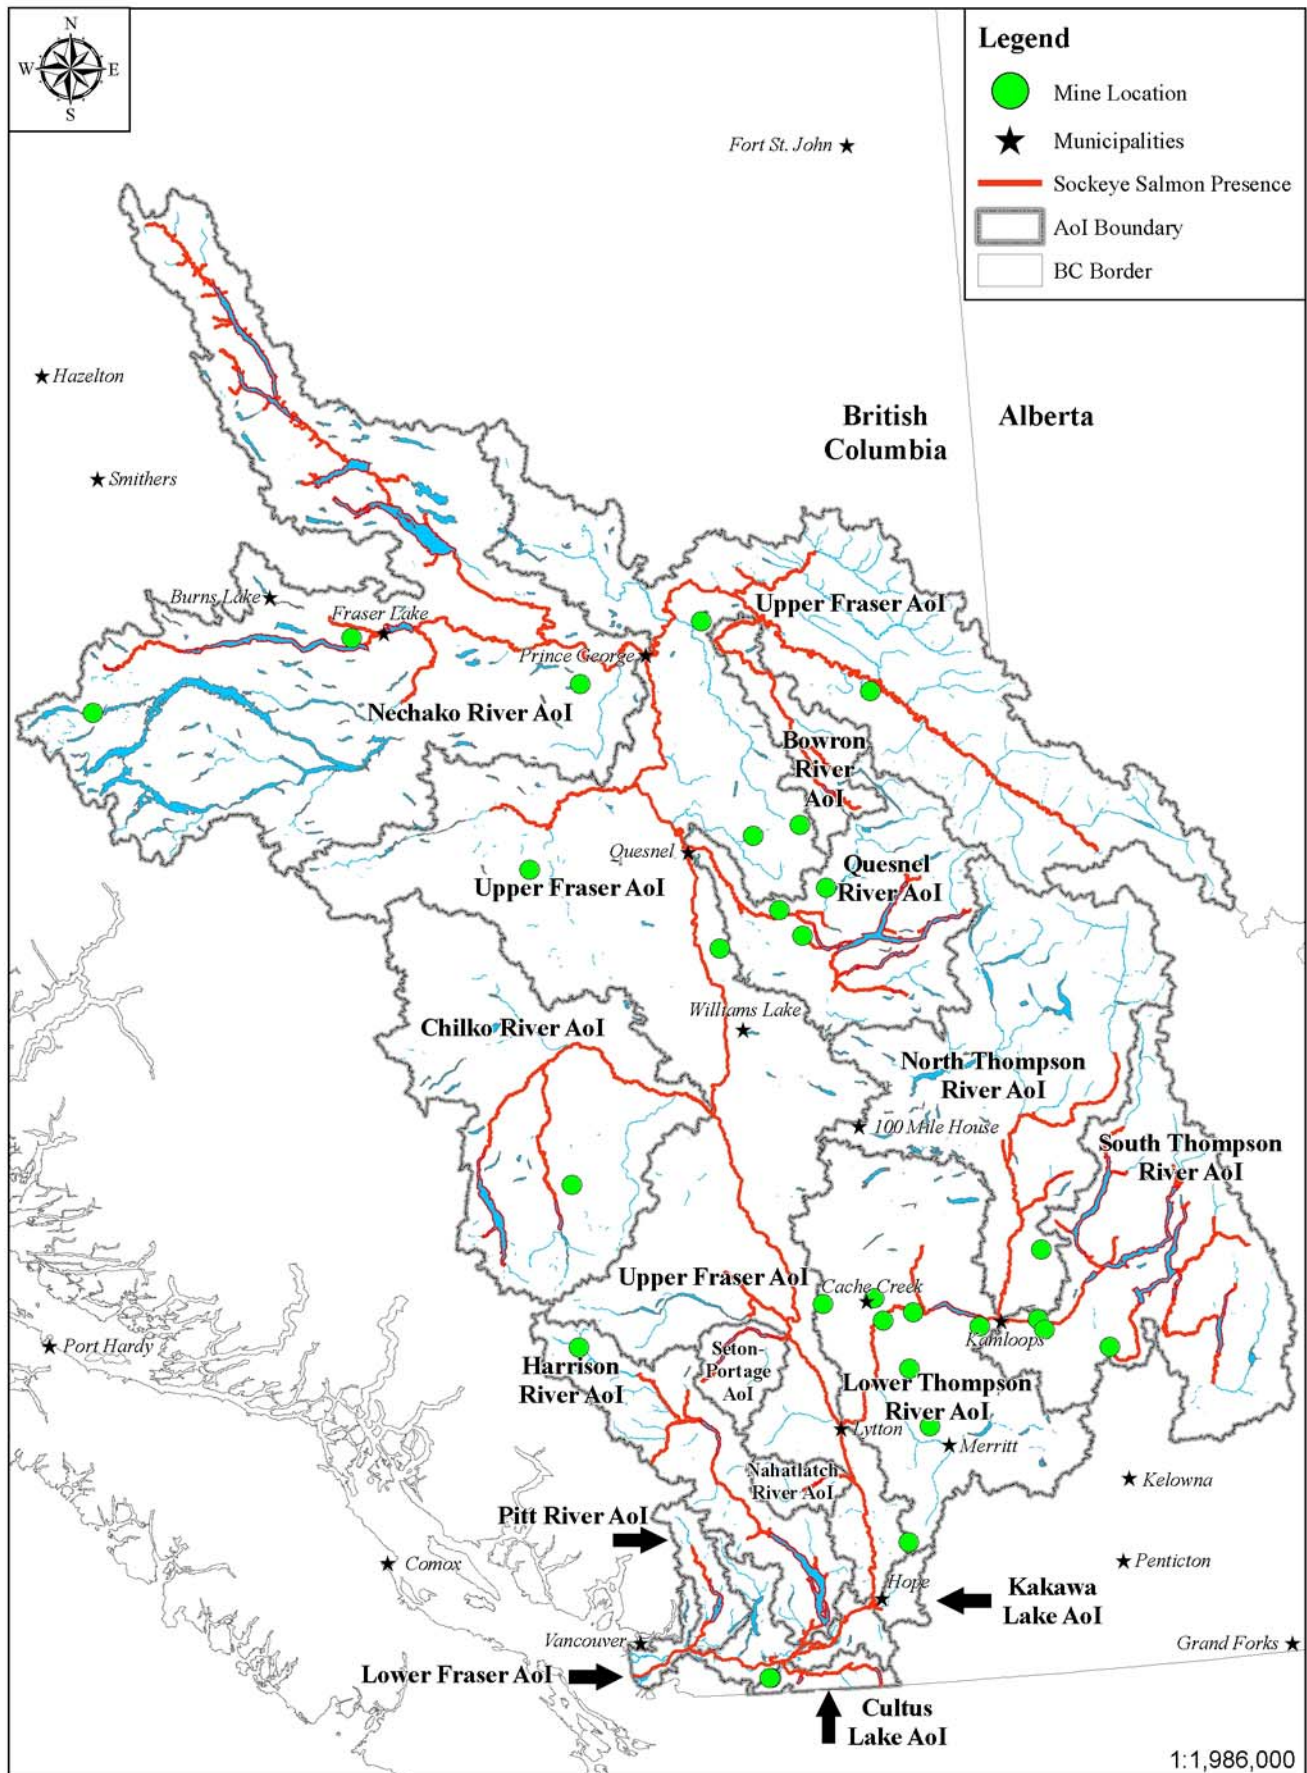 N
W
E
S
Legend
Mine Location
Municipalities
Sockeye Salmon Presence
AoI Boundary
BC Border
Fort St. John
Hazelton
British
Columbia
Alberta
Smithers
Burns Lake
Fraser Lake
Upper Fraser AoI
Prince George
Nechako River AoI
Bowron
River
AoI
Quesnel
Quesnel
River AoI
Upper Fraser AoI
Williams Lake
Chilko River AoI
North Thompson
River AoI
100 Mile House
South Thompson
River AoI
Upper Fraser AoI
Cache Creek
Port Hardy
Kamloops
Harrison
River AoI
Seton-
Portage
AoI
Lower Thompson
River AoI
Lytton
Merritt
Nahatlatch
River AoI
Kelowna
Pitt River AoI
Comox
Penticton
Hope
Kakawa
Lake AoI
Vancouver
Grand Forks
Lower Fraser AoI
Cultus
Lake AoI
1:1,986,000